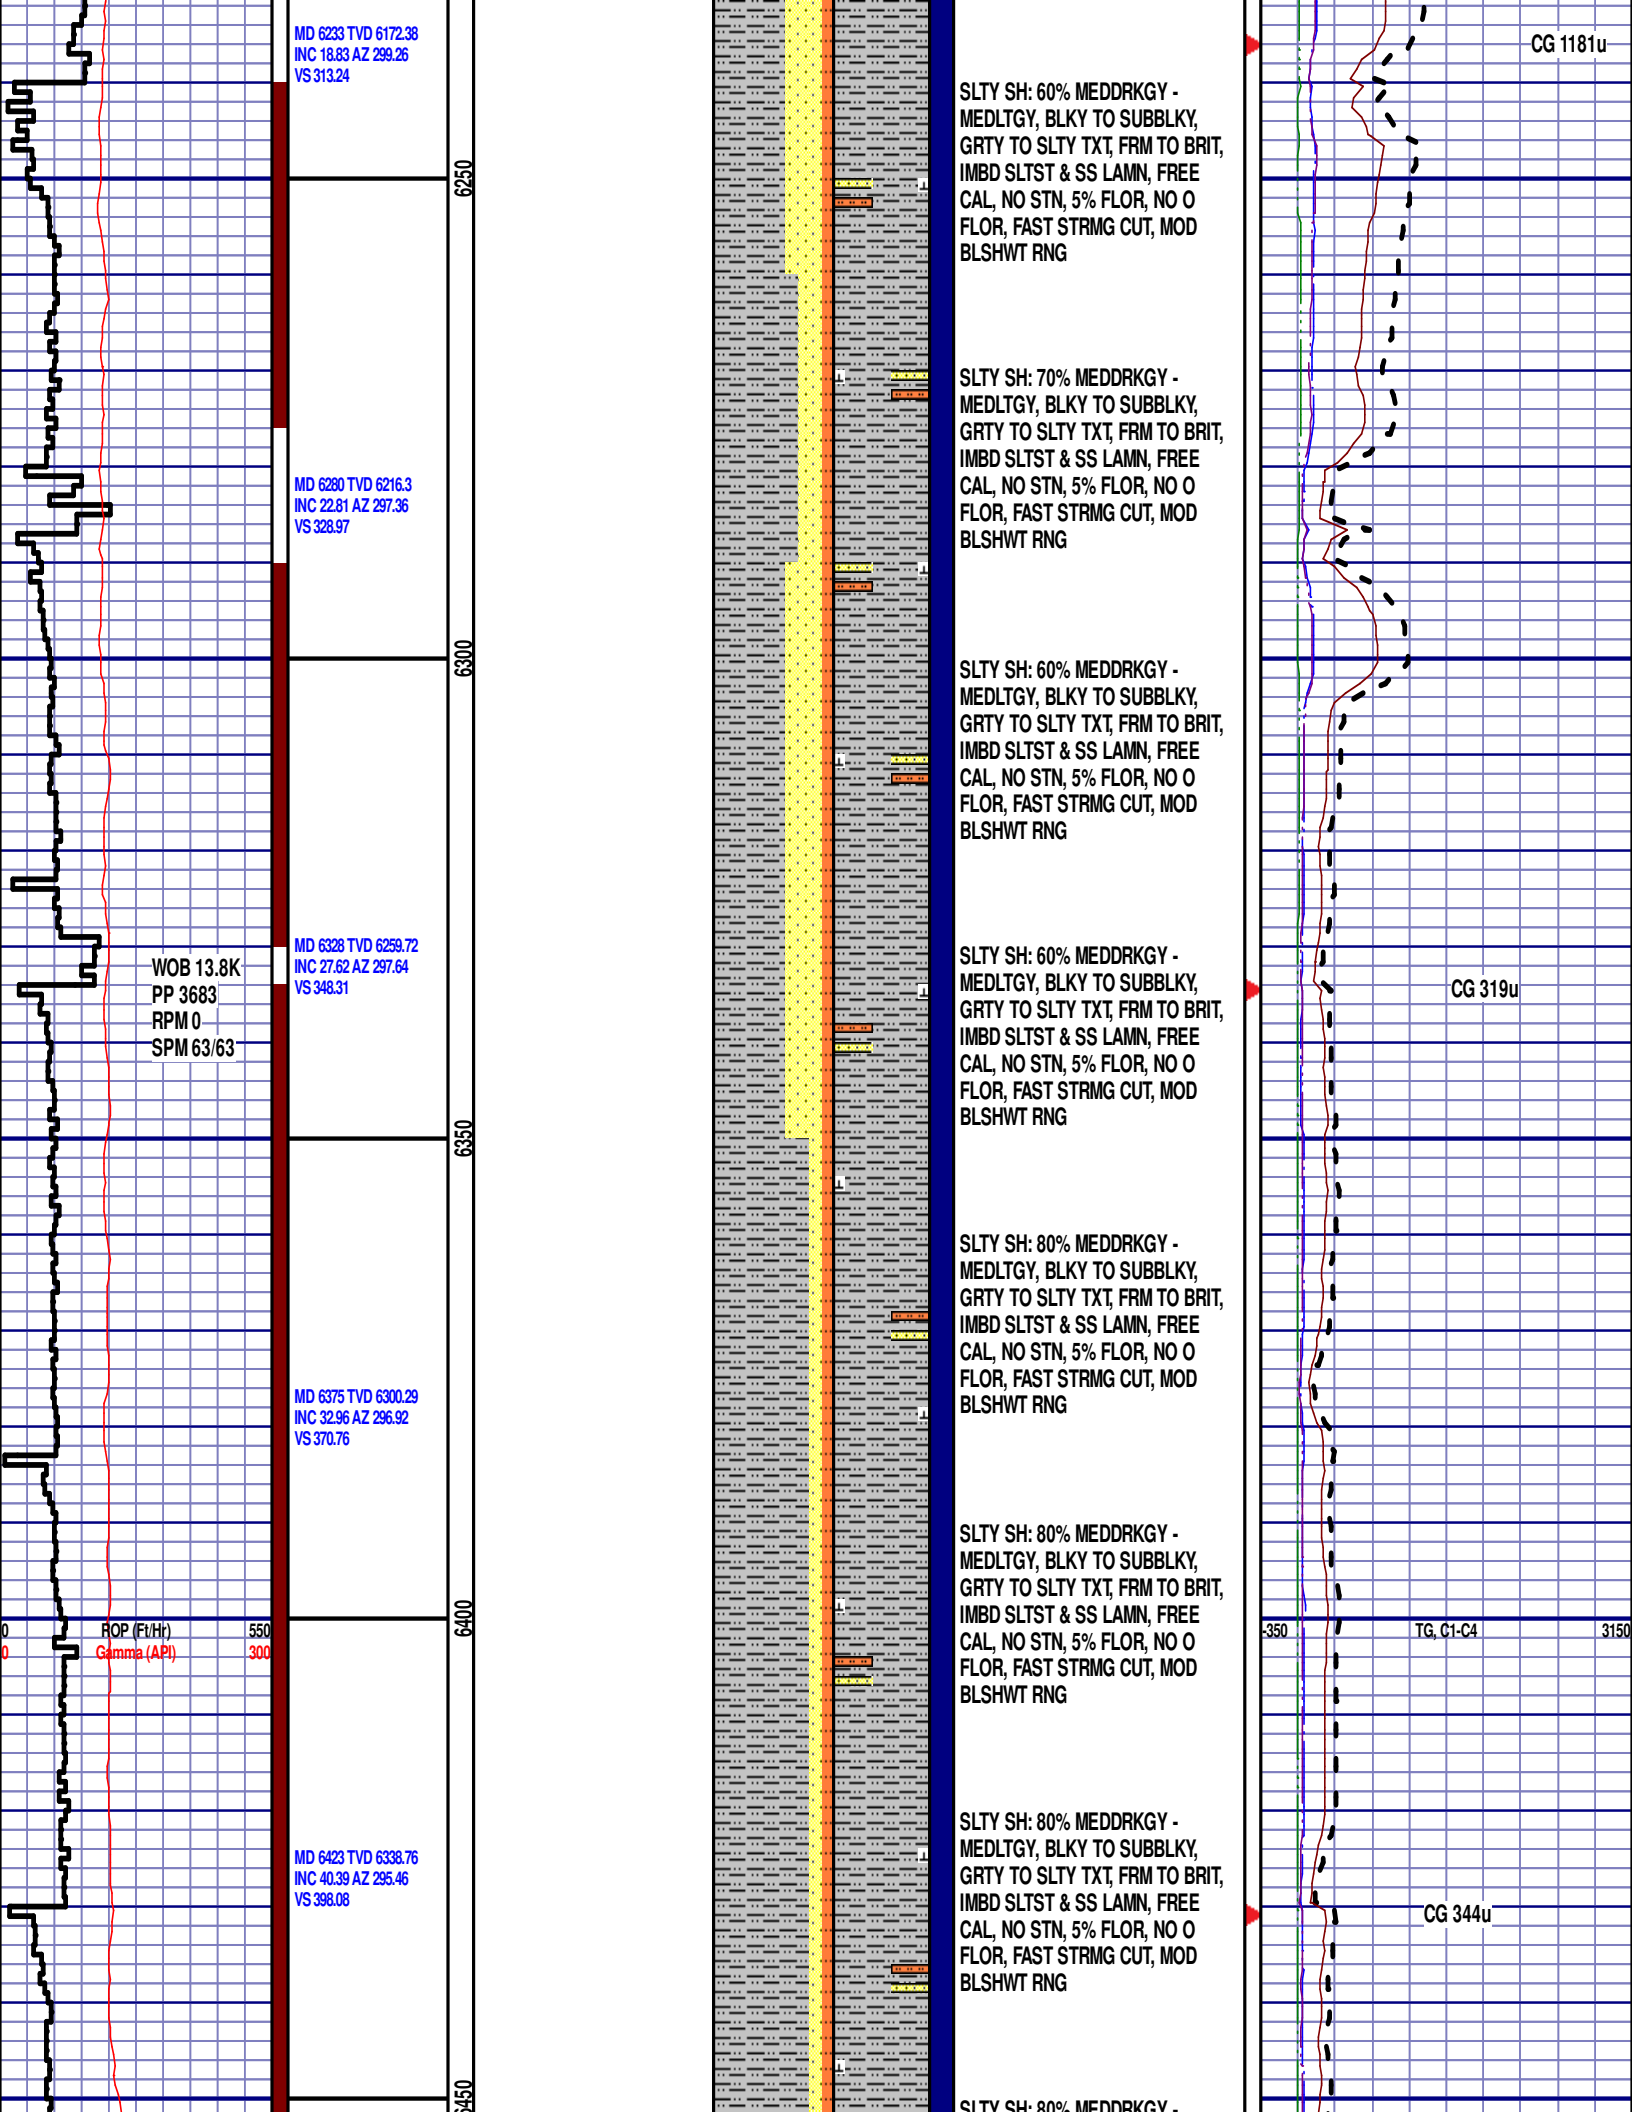 MD 6233 TVD 6172.38
INC 18.83 AZ 299.26
VS 313.24
CG 1181u
SLTY SH: 60% MEDDRKGY -
MEDLTGY, BLKY TO SUBBLKY,
GRTY TO SLTY TXT, FRM TO BRIT,
IMBD SLTST & SS LAMN, FREE
CAL, NO STN, 5% FLOR, NO O
FLOR, FAST STRMG CUT, MOD
BLSHWT RNG
6250
SLTY SH: 70% MEDDRKGY -
MEDLTGY, BLKY TO SUBBLKY,
GRTY TO SLTY TXT, FRM TO BRIT,
IMBD SLTST & SS LAMN, FREE
CAL, NO STN, 5% FLOR, NO O
FLOR, FAST STRMG CUT, MOD
BLSHWT RNG
MD 6280 TVD 6216.3
INC 22.81 AZ 297.36
VS 328.97
6300
SLTY SH: 60% MEDDRKGY -
MEDLTGY, BLKY TO SUBBLKY,
GRTY TO SLTY TXT, FRM TO BRIT,
IMBD SLTST & SS LAMN, FREE
CAL, NO STN, 5% FLOR, NO O
FLOR, FAST STRMG CUT, MOD
BLSHWT RNG
MD 6328 TVD 6259.72
INC 27.62 AZ 297.64
VS 348.31
WOB 13.8K
PP 3683
RPM 0
SPM 63/63
SLTY SH: 60% MEDDRKGY -
MEDLTGY, BLKY TO SUBBLKY,
GRTY TO SLTY TXT, FRM TO BRIT,
IMBD SLTST & SS LAMN, FREE
CAL, NO STN, 5% FLOR, NO O
FLOR, FAST STRMG CUT, MOD
BLSHWT RNG
CG 319u
6350
SLTY SH: 80% MEDDRKGY -
MEDLTGY, BLKY TO SUBBLKY,
GRTY TO SLTY TXT, FRM TO BRIT,
IMBD SLTST & SS LAMN, FREE
CAL, NO STN, 5% FLOR, NO O
FLOR, FAST STRMG CUT, MOD
BLSHWT RNG
MD 6375 TVD 6300.29
INC 32.96 AZ 296.92
VS 370.76
SLTY SH: 80% MEDDRKGY -
MEDLTGY, BLKY TO SUBBLKY,
GRTY TO SLTY TXT, FRM TO BRIT,
IMBD SLTST & SS LAMN, FREE
CAL, NO STN, 5% FLOR, NO O
FLOR, FAST STRMG CUT, MOD
BLSHWT RNG
6400
0 ROP (Ft/Hr) 550
0 Gamma (API) 300
-350 TG, C1-C4 3150
SLTY SH: 80% MEDDRKGY -
MEDLTGY, BLKY TO SUBBLKY,
GRTY TO SLTY TXT, FRM TO BRIT,
IMBD SLTST & SS LAMN, FREE
CAL, NO STN, 5% FLOR, NO O
FLOR, FAST STRMG CUT, MOD
BLSHWT RNG
MD 6423 TVD 6338.76
INC 40.39 AZ 295.46
VS 398.08
CG 344u
6450
SLTY SH: 80% MEDDRKGY -